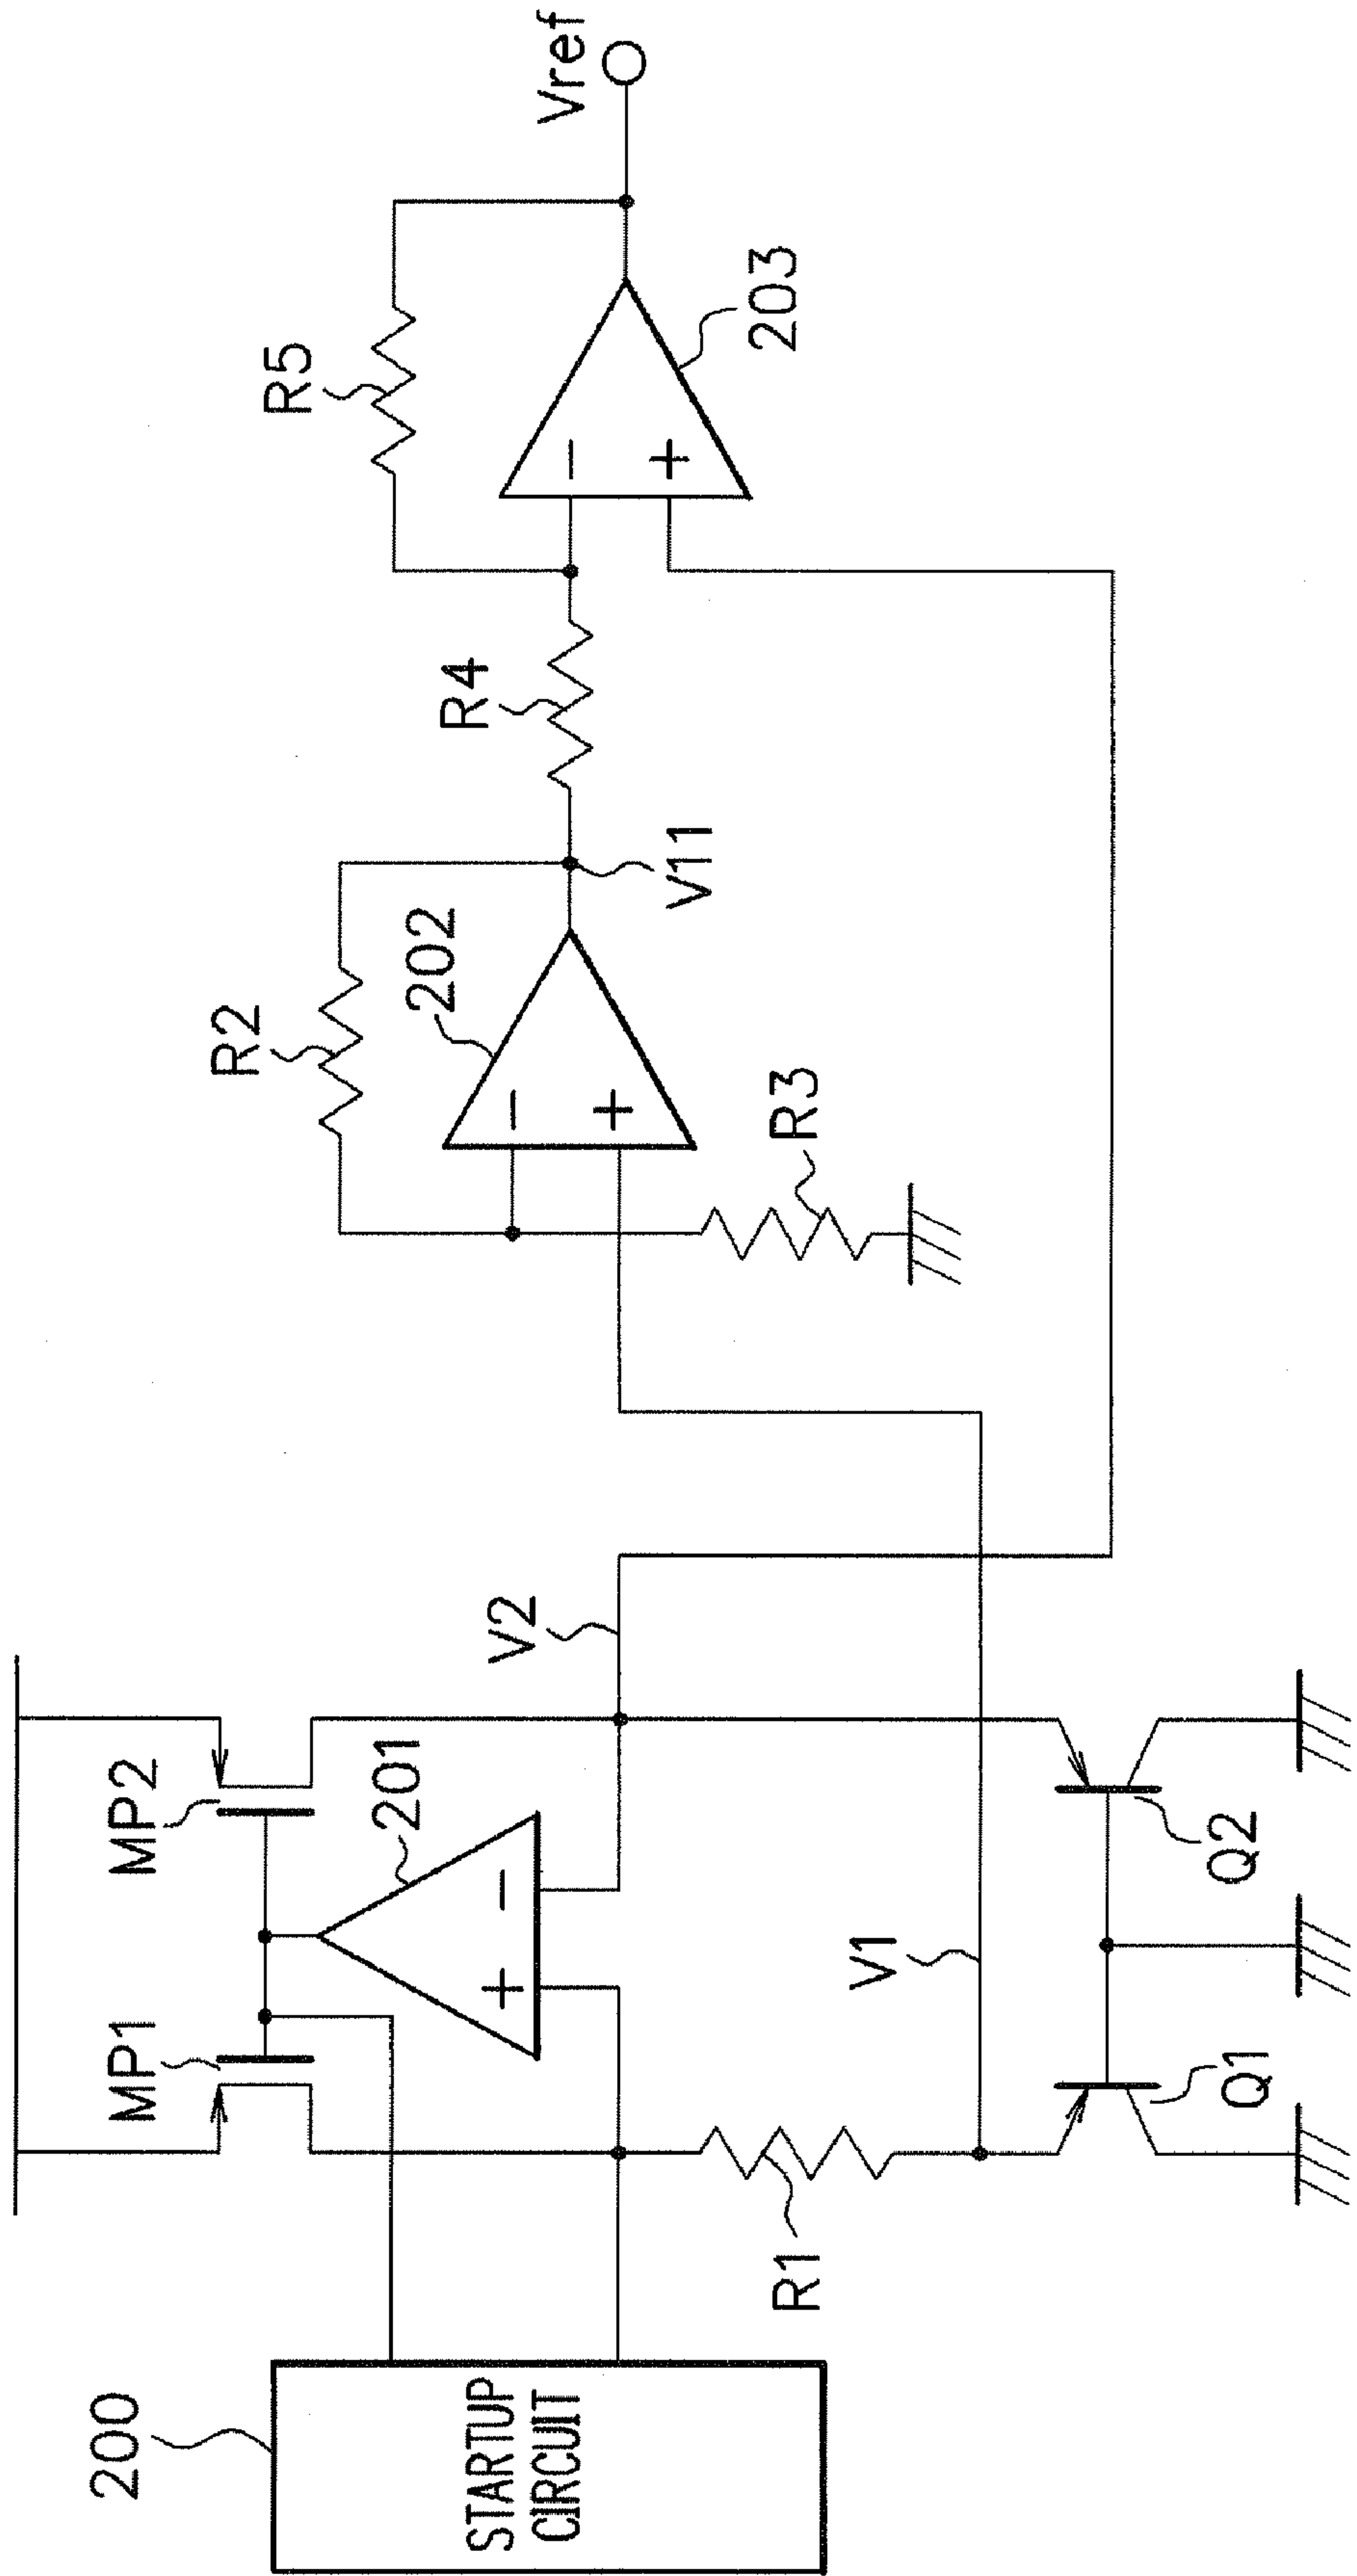 200
STARTUP
CIRCUIT
MP1
MP2
201
+
−
R1
V1
V2
Q1
Q2
R2
202
−
+
R3
V11
R4
R5
−
+
203
Vref